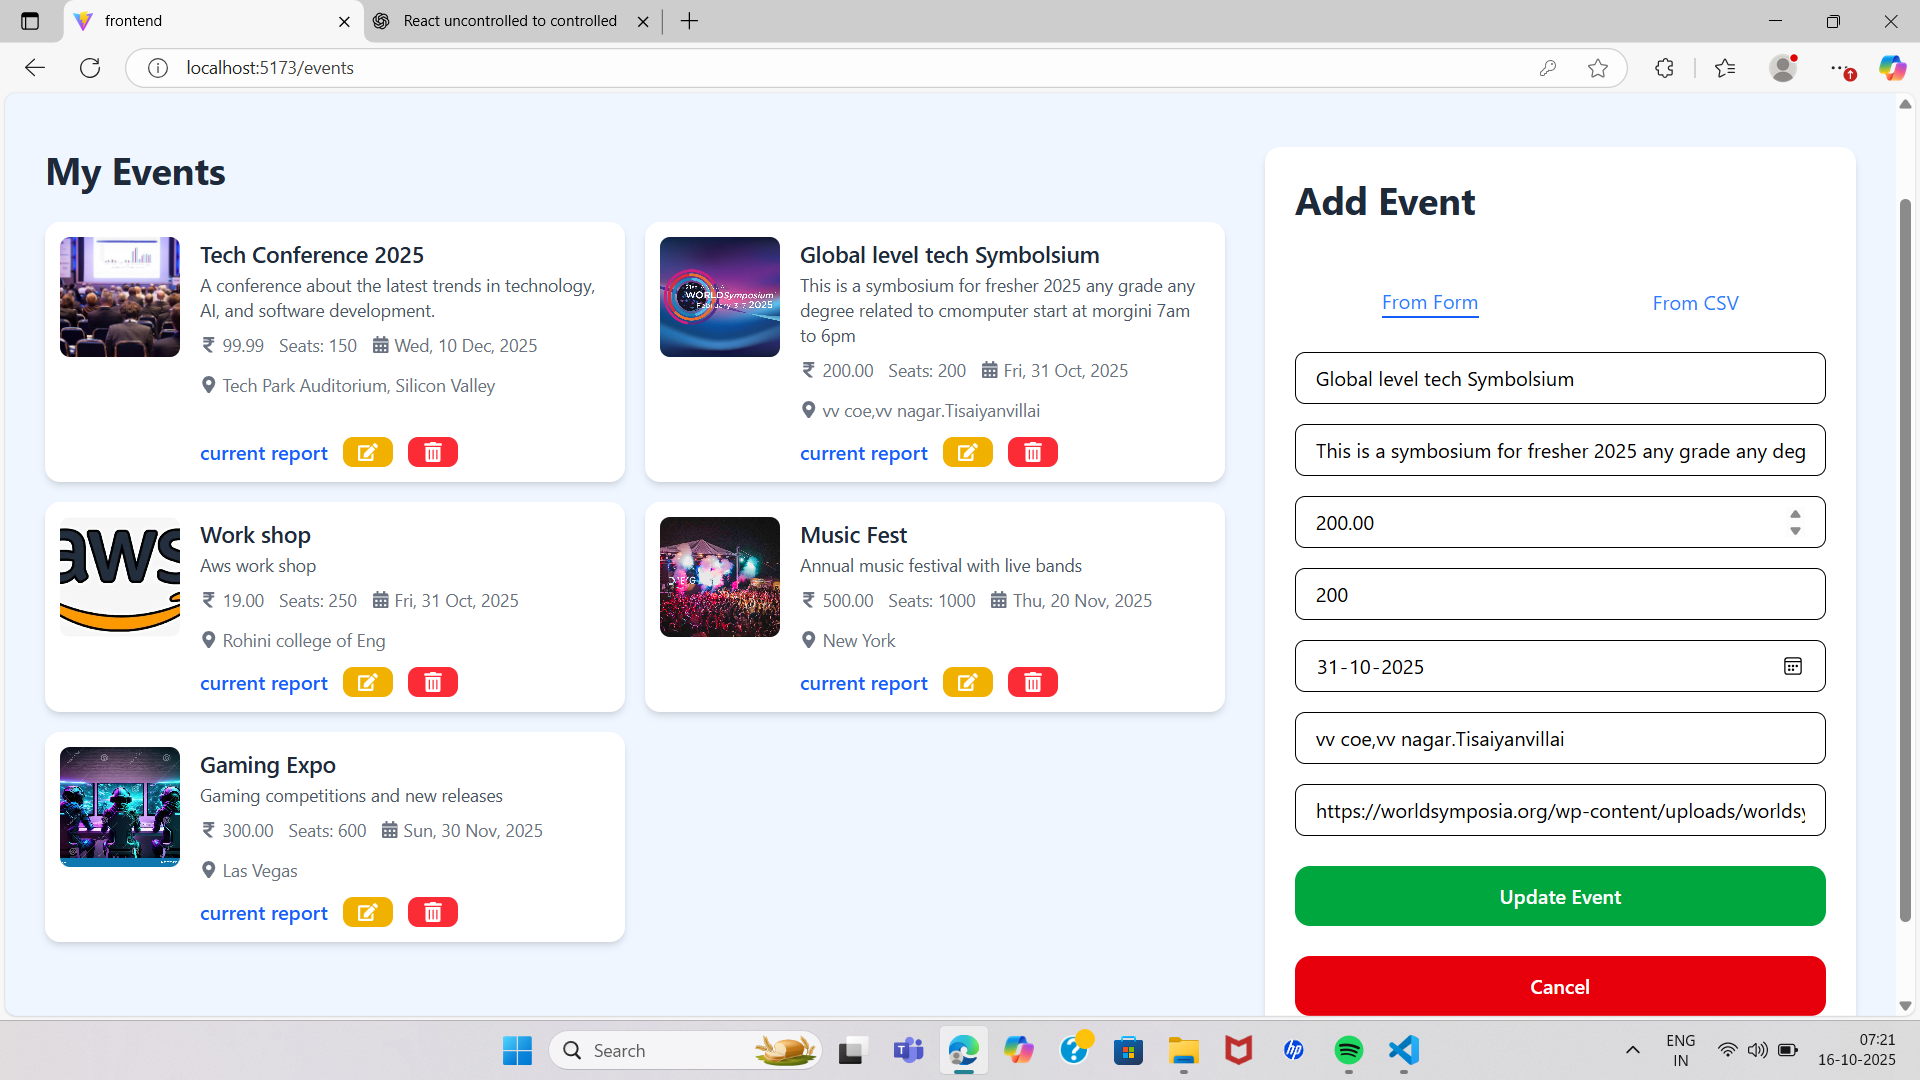 frontend
React uncontrolled to controlled
localhost:5173/events
My Events
Tech Conference 2025
A conference about the latest trends in technology,
AI, and software development.
₹ 99.99 Seats: 150 Wed, 10 Dec, 2025
Tech Park Auditorium, Silicon Valley
current report
Global level tech Symbolsium
This is a symbosium for fresher 2025 any grade any
degree related to cmomputer start at morgini 7am
to 6pm
₹ 200.00 Seats: 200 Fri, 31 Oct, 2025
vv coe,vv nagar.Tisaiyanvillai
current report
WORLDSymposium
2025
aws
Work shop
Aws work shop
₹ 19.00 Seats: 250 Fri, 31 Oct, 2025
Rohini college of Eng
current report
Music Fest
Annual music festival with live bands
₹ 500.00 Seats: 1000 Thu, 20 Nov, 2025
New York
current report
Gaming Expo
Gaming competitions and new releases
₹ 300.00 Seats: 600 Sun, 30 Nov, 2025
Las Vegas
current report
Add Event
From Form From CSV
Global level tech Symbolsium
This is a symbosium for fresher 2025 any grade any deg
200.00
200
31-10-2025
vv coe,vv nagar.Tisaiyanvillai
https://worldsymposia.org/wp-content/uploads/worldsy
Update Event
Cancel
Search
hp
ENG
IN
07:21
16-10-2025